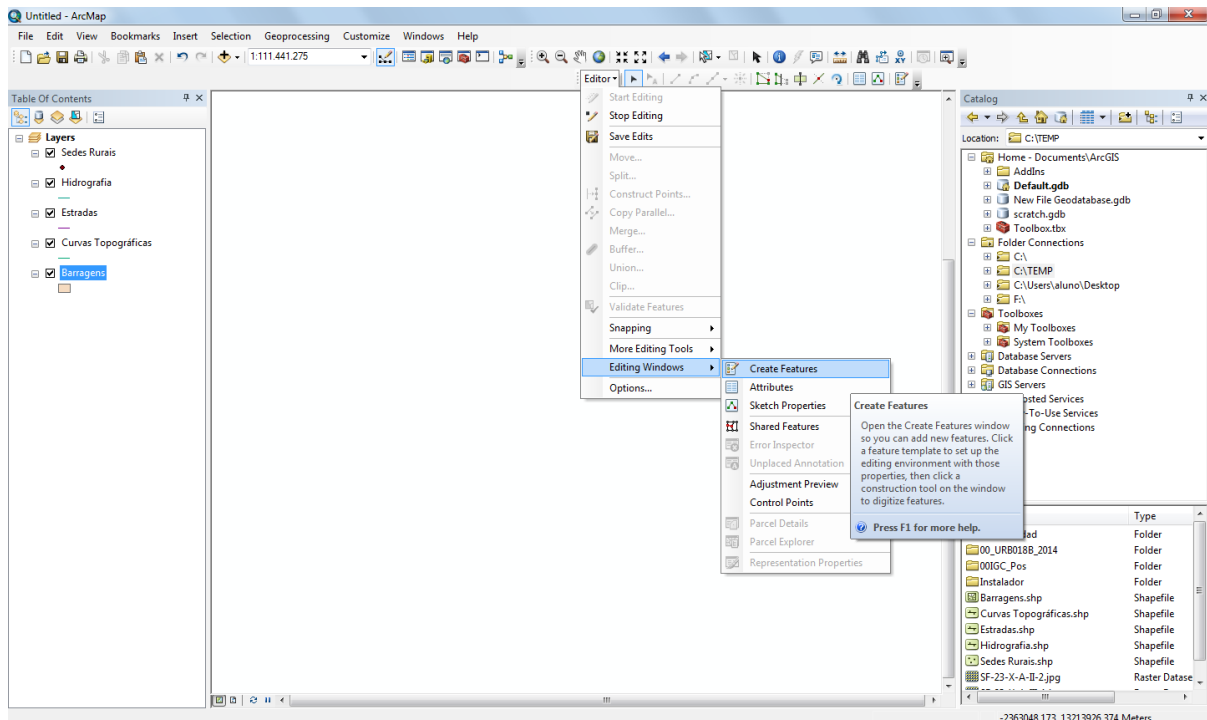 Untitled - ArcMap
File Edit View Bookmarks Insert Selection Geoprocessing Customize Windows Help
1:111.441.275
Editor
Table Of Contents
Layers
Sedes Rurais
Hidrografia
Estradas
Curvas Topográficas
Barragens
Start Editing
Stop Editing
Save Edits
Move...
Split...
Construct Points...
Copy Parallel...
Merge...
Buffer...
Union...
Clip...
Validate Features
Snapping
More Editing Tools
Editing Windows
Options...
Create Features
Attributes
Sketch Properties
Shared Features
Error Inspector
Unplaced Annotation
Adjustment Preview
Control Points
Parcel Details
Parcel Explorer
Representation Properties
Create Features
Open the Create Features window
so you can add new features. Click
a feature template to set up the
editing environment with those
properties, then click a
construction tool on the window
to digitize features.
Press F1 for more help.
Catalog
Location: C:\TEMP
Home - Documents\ArcGIS
AddIns
Default.gdb
New File Geodatabase.gdb
scratch.gdb
Toolbox.tbx
Folder Connections
C:\
C:\TEMP
C:\Users\aluno\Desktop
F:\
Toolboxes
My Toolboxes
System Toolboxes
Database Servers
Database Connections
GIS Servers
Services
-To-Use Services
Connections
Type
Folder
00_URB018B_2014 Folder
00IGC_Pos Folder
Instalador Folder
Barragens.shp Shapefile
Curvas Topográficas.shp Shapefile
Estradas.shp Shapefile
Hidrografia.shp Shapefile
Sedes Rurais.shp Shapefile
SF-23-X-A-II-2.jpg Raster Datase
-2363048,173 13213926,374 Meters